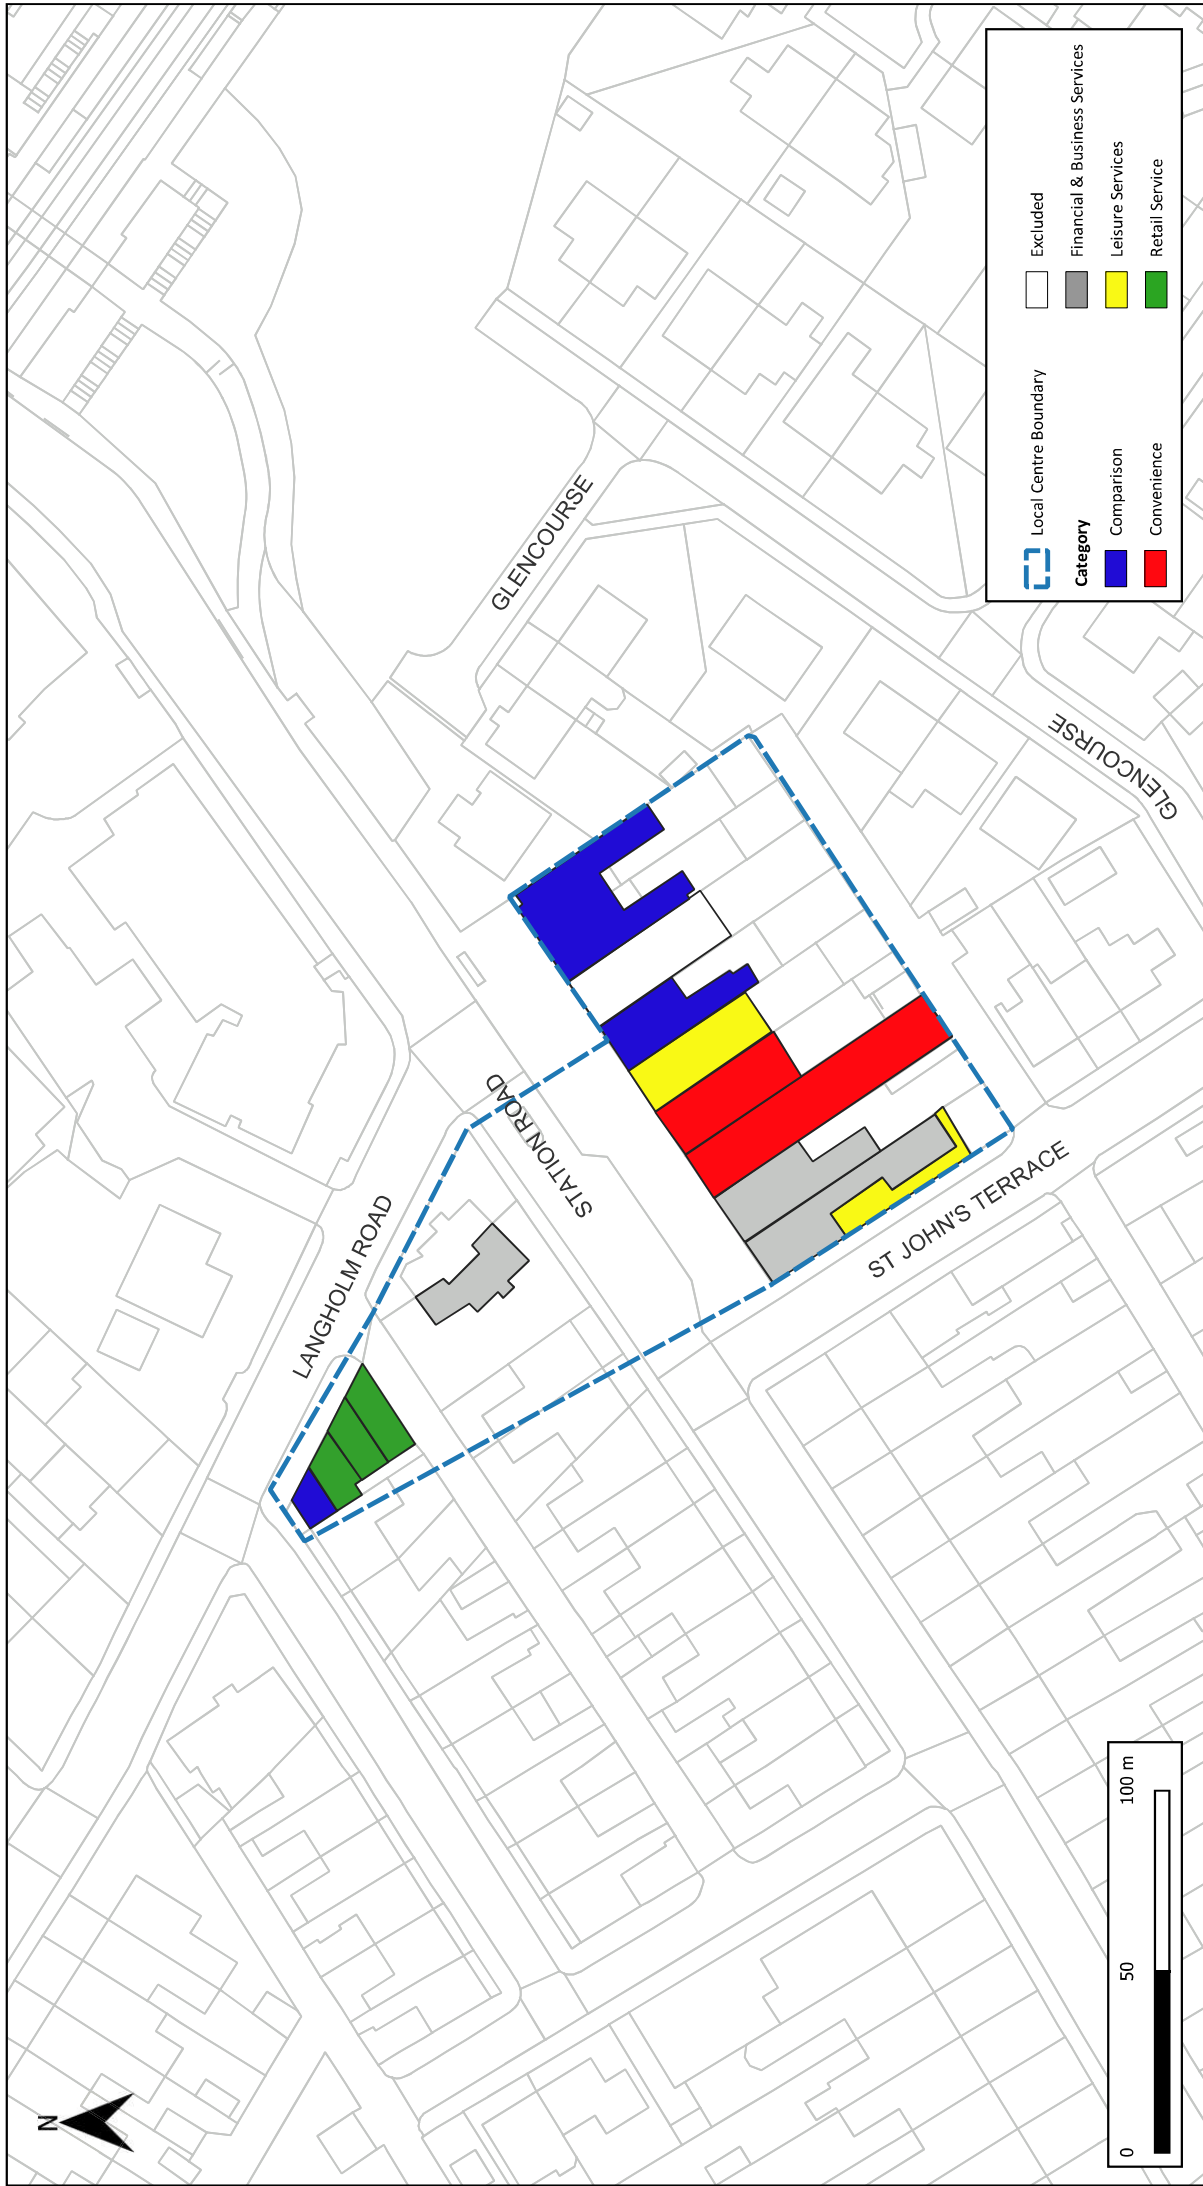 N
LANGHOLM ROAD
STATION ROAD
GLENCOURSE
GLENCOURSE
ST JOHN'S TERRACE
Local Centre Boundary
Category
Comparison
Convenience
Excluded
Financial & Business Services
Leisure Services
Retail Service
0 50 100 m